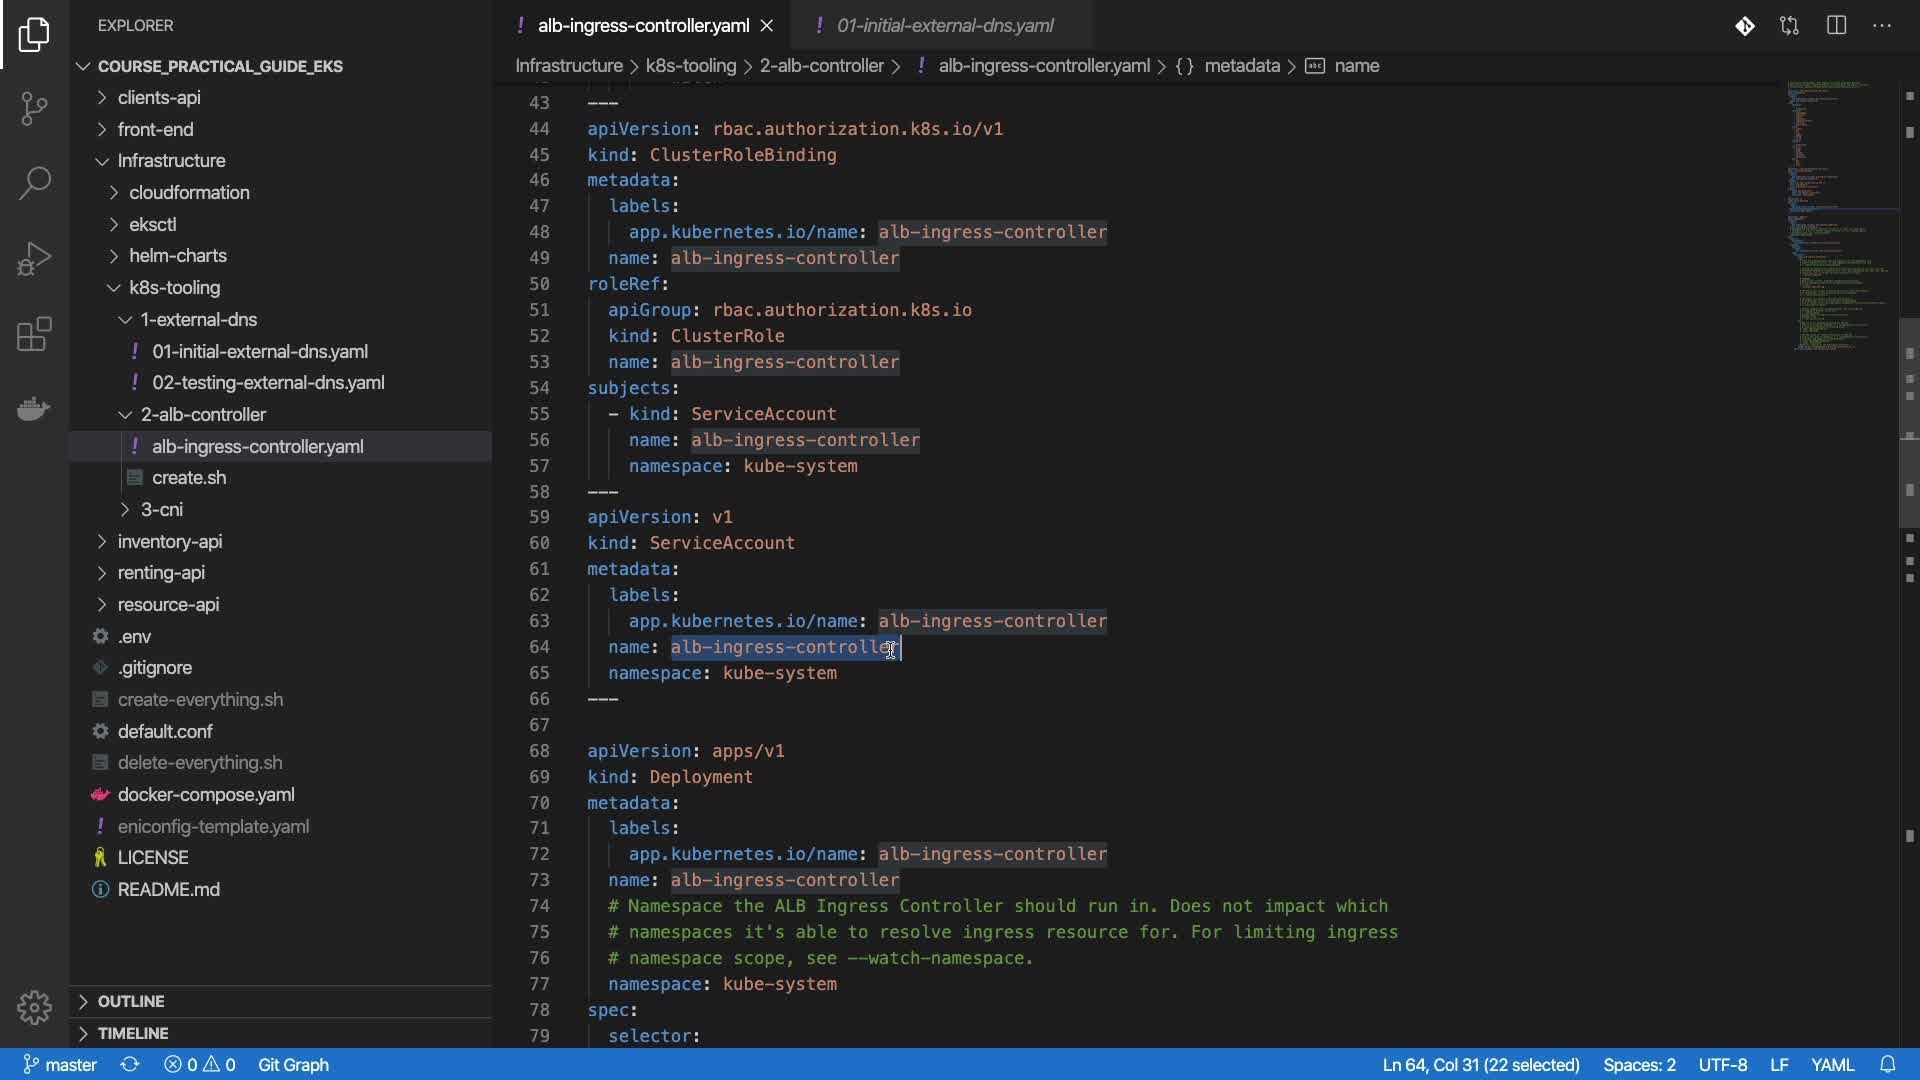 EXPLORER
COURSE_PRACTICAL_GUIDE_EKS
clients-api
front-end
Infrastructure
cloudformation
eksctl
helm-charts
k8s-tooling
1-external-dns
! 01-initial-external-dns.yaml
! 02-testing-external-dns.yaml
2-alb-controller
! alb-ingress-controller.yaml
create.sh
3-cni
inventory-api
renting-api
resource-api
.env
.gitignore
create-everything.sh
default.conf
delete-everything.sh
docker-compose.yaml
! eniconfig-template.yaml
LICENSE
README.md
OUTLINE
TIMELINE
! alb-ingress-controller.yaml
! 01-initial-external-dns.yaml
Infrastructure > k8s-tooling > 2-alb-controller > ! alb-ingress-controller.yaml > {} metadata > abc name
43 ---
44 apiVersion: rbac.authorization.k8s.io/v1
45 kind: ClusterRoleBinding
46 metadata:
47 labels:
48 app.kubernetes.io/name: alb-ingress-controller
49 name: alb-ingress-controller
50 roleRef:
51 apiGroup: rbac.authorization.k8s.io
52 kind: ClusterRole
53 name: alb-ingress-controller
54 subjects:
55 - kind: ServiceAccount
56 name: alb-ingress-controller
57 namespace: kube-system
58 ---
59 apiVersion: v1
60 kind: ServiceAccount
61 metadata:
62 labels:
63 app.kubernetes.io/name: alb-ingress-controller
64 name: alb-ingress-controller
65 namespace: kube-system
66 ---
67
68 apiVersion: apps/v1
69 kind: Deployment
70 metadata:
71 labels:
72 app.kubernetes.io/name: alb-ingress-controller
73 name: alb-ingress-controller
74 # Namespace the ALB Ingress Controller should run in. Does not impact which
75 # namespaces it's able to resolve ingress resource for. For limiting ingress
76 # namespace scope, see --watch-namespace.
77 namespace: kube-system
78 spec:
79 selector:
master 0 0 Git Graph Ln 64, Col 31 (22 selected) Spaces: 2 UTF-8 LF YAML